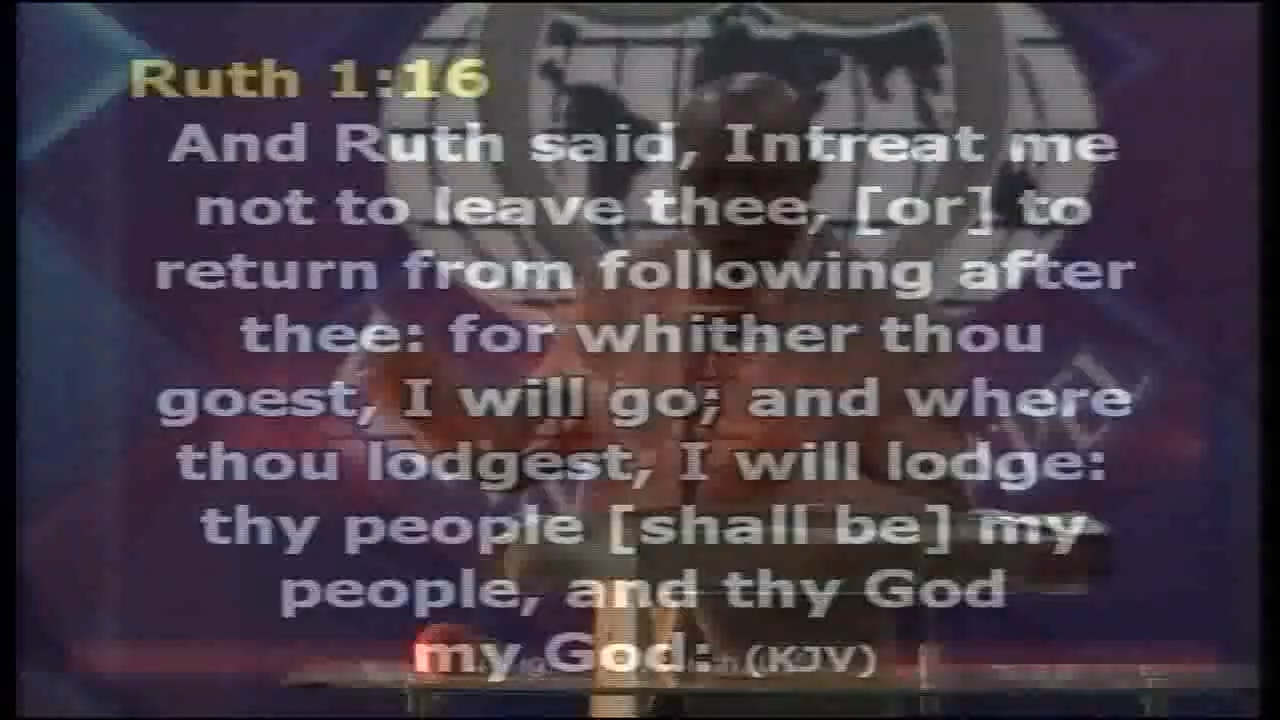 Ruth 1:16
And Ruth said, Intreat me
not to leave thee, [or] to
return from following after
thee: for whither thou
goest, I will go; and where
thou lodgest, I will lodge:
thy people [shall be] my
people, and thy God
my God: (KJV)